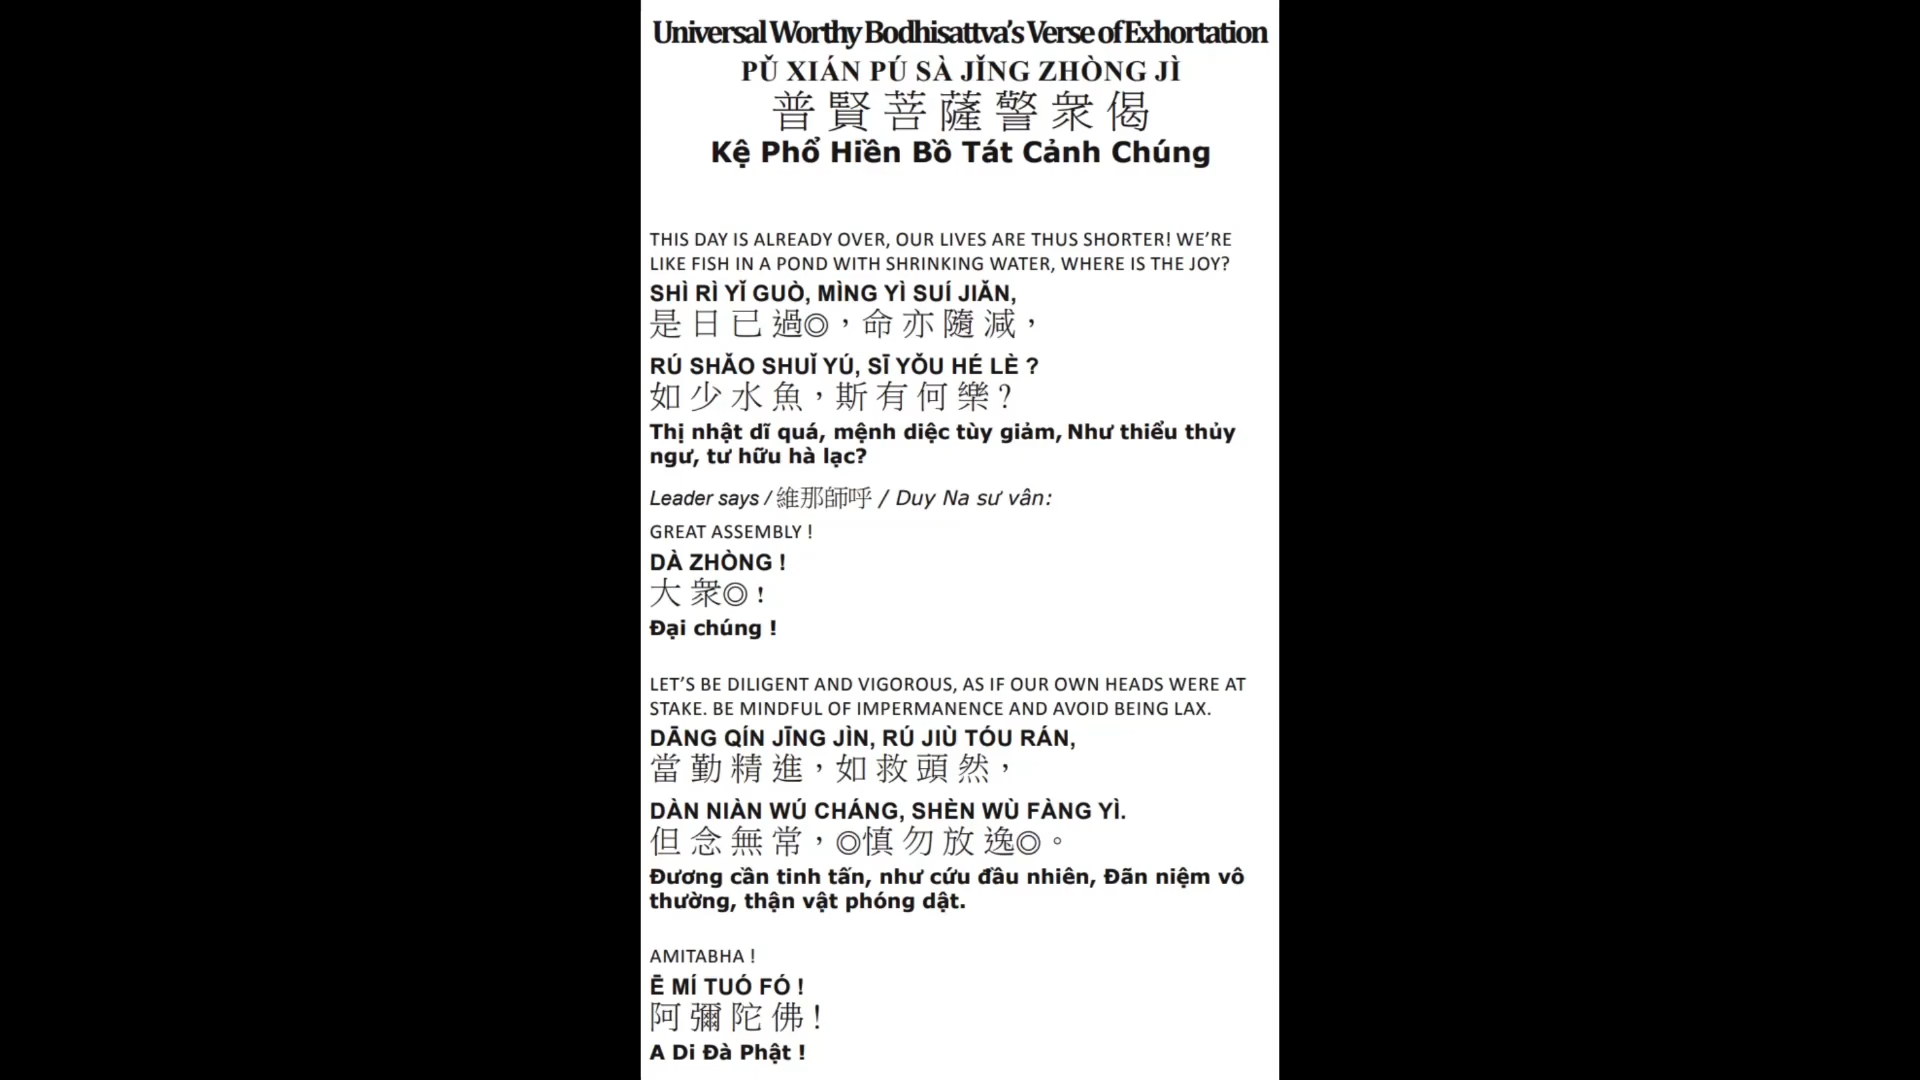 Universal Worthy Bodhisattva's Verse of Exhortation
PǓ XIÁN PÚ SÀ JǏNG ZHÒNG JÌ
普賢菩薩警衆偈
Kệ Phổ Hiền Bồ Tát Cảnh Chúng
THIS DAY IS ALREADY OVER, OUR LIVES ARE THUS SHORTER! WE'RE
LIKE FISH IN A POND WITH SHRINKING WATER, WHERE IS THE JOY?
SHÌ RÌ YǏ GUÒ, MÌNG YÌ SUÍ JIǍN,
是日已過◎，命亦隨減，
RÚ SHǍO SHUǏ YÚ, SĪ YǑU HÉ LÈ ?
如少水魚，斯有何樂?
Thị nhật dĩ quá, mệnh diệc tùy giảm, Như thiểu thủy
ngư, tư hữu hà lạc?
Leader says / 維那師呼 / Duy Na sư vân:
GREAT ASSEMBLY !
DÀ ZHÒNG !
大衆◎ !
Đại chúng !
LET'S BE DILIGENT AND VIGOROUS, AS IF OUR OWN HEADS WERE AT
STAKE. BE MINDFUL OF IMPERMANENCE AND AVOID BEING LAX.
DĀNG QÍN JĪNG JÌN, RÚ JIÙ TÓU RÁN,
當勤精進，如救頭然，
DÀN NIÀN WÚ CHÁNG, SHÈN WÙ FÀNG YÌ.
但念無常，◎慎勿放逸◎。
Đương cần tinh tấn, như cứu đầu nhiên, Đãn niệm vô
thường, thận vật phóng dật.
AMITABHA !
Ē MÍ TUÓ FÓ !
阿彌陀佛!
A Di Đà Phật !